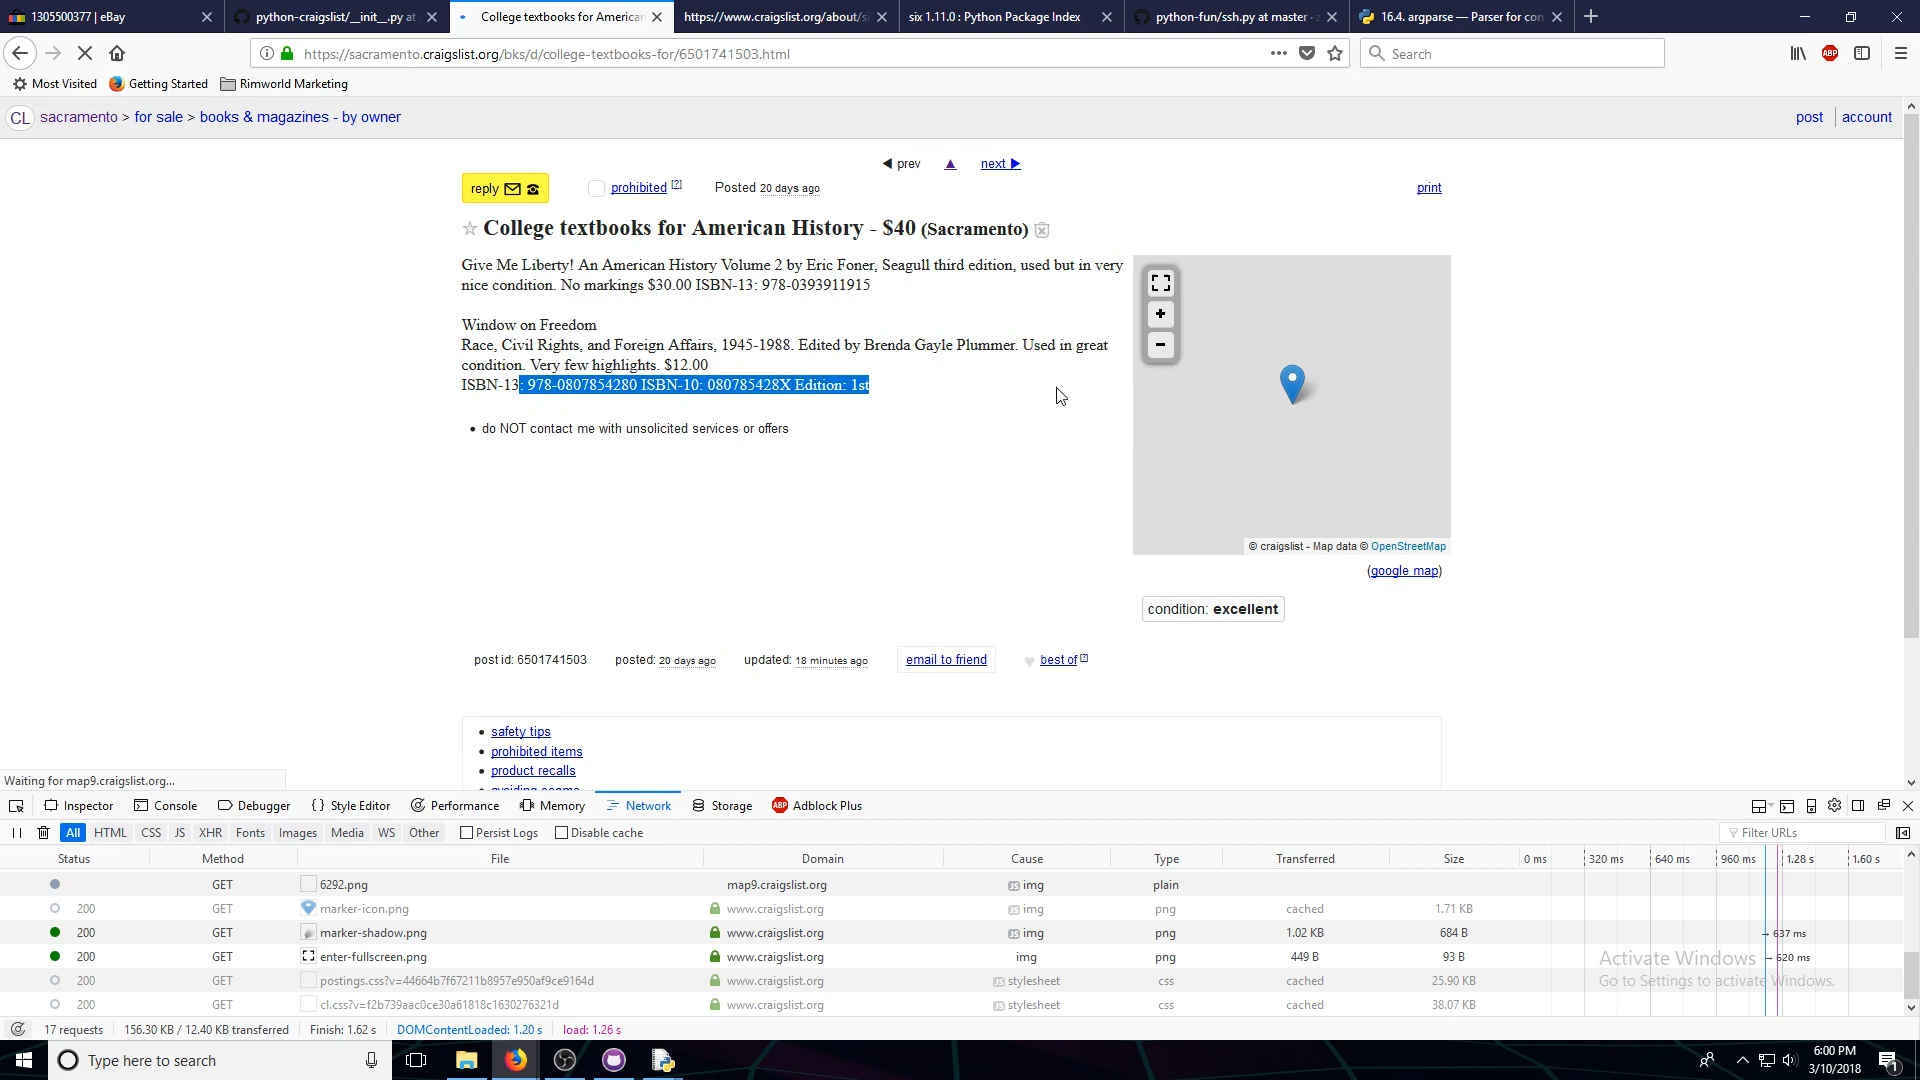 1305500377 | eBay
python-craigslist/__init__.py at
College textbooks for American
https://www.craigslist.org/about/si
six 1.11.0 : Python Package Index
python-fun/ssh.py at master ·
16.4. argparse — Parser for com
https://sacramento.craigslist.org/bks/d/college-textbooks-for/6501741503.html
Search
ABP
Most Visited
Getting Started
Rimworld Marketing
CL sacramento > for sale > books & magazines - by owner
post account
◀ prev ▲ next ▶
reply
prohibited [?]
Posted 20 days ago
print
☆ College textbooks for American History - $40 (Sacramento)
Give Me Liberty! An American History Volume 2 by Eric Foner, Seagull third edition, used but in very
nice condition. No markings $30.00 ISBN-13: 978-0393911915
Window on Freedom
Race, Civil Rights, and Foreign Affairs, 1945-1988. Edited by Brenda Gayle Plummer. Used in great
condition. Very few highlights. $12.00
ISBN-13: 978-0807854280 ISBN-10: 080785428X Edition: 1st
• do NOT contact me with unsolicited services or offers
+
-
© craigslist - Map data © OpenStreetMap
(google map)
condition: excellent
post id: 6501741503 posted: 20 days ago updated: 18 minutes ago email to friend ♥ best of [?]
• safety tips
• prohibited items
• product recalls
Waiting for map9.craigslist.org...
Inspector Console Debugger {} Style Editor Performance Memory Network Storage ABP Adblock Plus
All HTML CSS JS XHR Fonts Images Media WS Other Persist Logs Disable cache Filter URLs
Status Method File Domain Cause Type Transferred Size 0 ms 320 ms 640 ms 960 ms 1.28 s 1.60 s
GET 6292.png map9.craigslist.org JS img plain
200 GET marker-icon.png www.craigslist.org JS img png cached 1.71 KB
200 GET marker-shadow.png www.craigslist.org JS img png 1.02 KB 684 B → 637 ms
200 GET enter-fullscreen.png www.craigslist.org img png 449 B 93 B → 620 ms
200 GET postings.css?v=44664b7f67211b8957e950af9ce9164d www.craigslist.org JS stylesheet css cached 25.90 KB
200 GET cl.css?v=f2b739aac0ce30a61818c1630276321d www.craigslist.org JS stylesheet css cached 38.07 KB
Activate Windows
Go to Settings to activate Windows.
17 requests 156.30 KB / 12.40 KB transferred Finish: 1.62 s DOMContentLoaded: 1.20 s load: 1.26 s
Type here to search
6:00 PM
3/10/2018
1